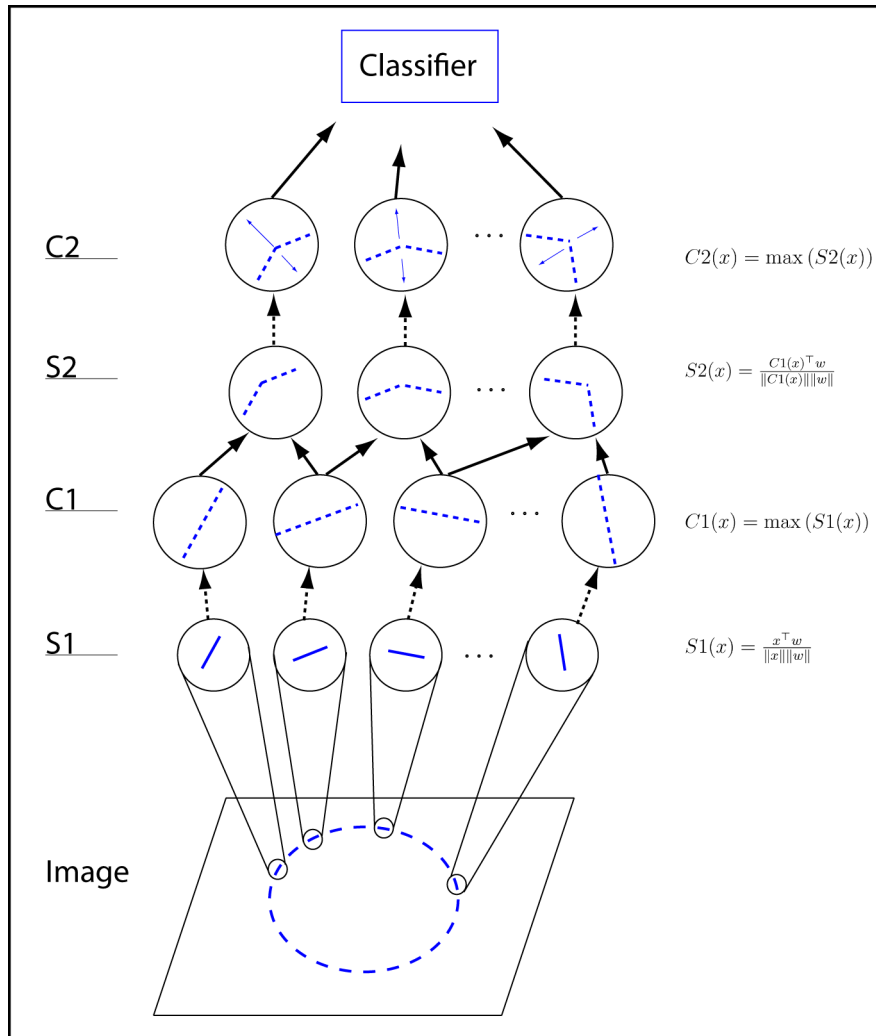 Classifier
C2
. . .
C2(x) = max (S2(x))
S2
. . .
S2(x) = C1(x)⊤w / ‖C1(x)‖‖w‖
C1
. . .
C1(x) = max (S1(x))
S1
. . .
S1(x) = x⊤w / ‖x‖‖w‖
Image